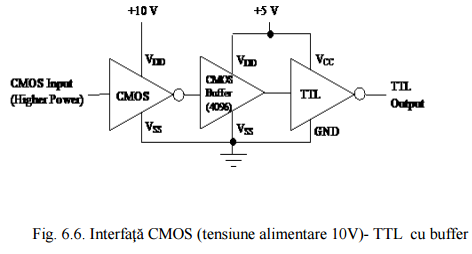 +10 V
+5 V
VDD
VDD
VCC
CMOS Input
(Higher Power)
CMOS
CMOS
Buffer
(4096)
TTL
TTL
Output
VSS
VSS
GND
Fig. 6.6. Interfaţă CMOS (tensiune alimentare 10V)- TTL cu buffer